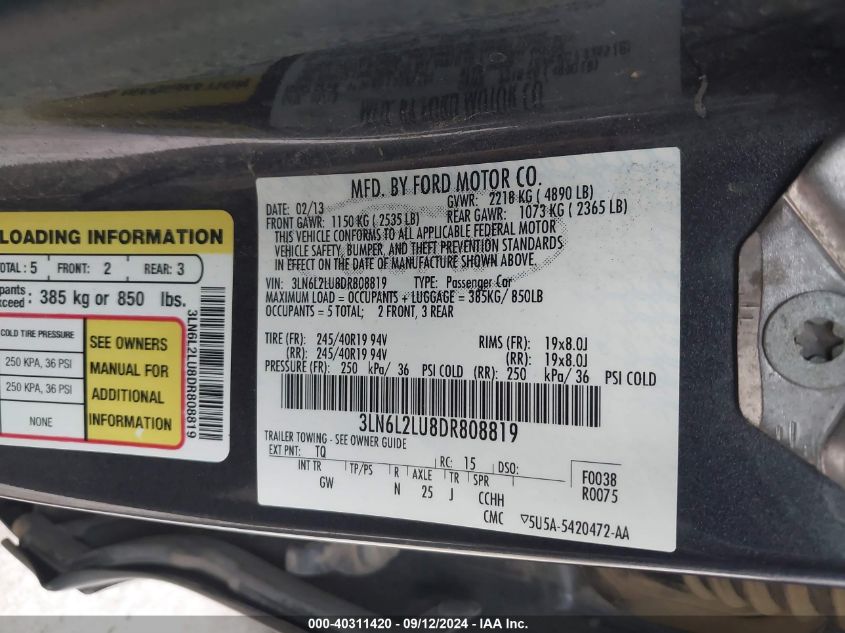 LOADING INFORMATION
TOTAL : 5 FRONT: 2 REAR: 3
385 kg or 850 lbs.
COLD TIRE PRESSURE
250 KPA, 36 PSI
250 KPA, 36 PSI
NONE
SEE OWNERS
MANUAL FOR
ADDITIONAL
INFORMATION
3LN6L2LU8DR808819
MFD. BY FORD MOTOR CO.
DATE: 02/13 GVWR: 2218 KG ( 4890 LB)
FRONT GAWR: 1150 KG ( 2535 LB) REAR GAWR: 1073 KG ( 2365 LB)
THIS VEHICLE CONFORMS TO ALL APPLICABLE FEDERAL MOTOR
VEHICLE SAFETY, BUMPER, AND THEFT PREVENTION STANDARDS
IN EFFECT ON THE DATE OF MANUFACTURE SHOWN ABOVE.
VIN: 3LN6L2LU8DR808819 TYPE: Passenger Car
MAXIMUM LOAD = OCCUPANTS + LUGGAGE = 385KG/ 850LB
OCCUPANTS = 5 TOTAL; 2 FRONT, 3 REAR
TIRE (FR): 245/40R19 94V RIMS (FR): 19x8.0J
(RR): 245/40R19 94V (RR): 19x8.0J
PRESSURE (FR): 250 kPa/ 36 PSI COLD (RR): 250 kPa/ 36 PSI COLD
3LN6L2LU8DR808819
TRAILER TOWING - SEE OWNER GUIDE
EXT PNT: TQ RC: 15 DSO:
INT TR TP/PS R AXLE TR SPR
GW N 25 J CCHH
CMC
F0038
R0075
▽5U5A-5420472-AA
000-40311420 - 09/12/2024 - IAA Inc.